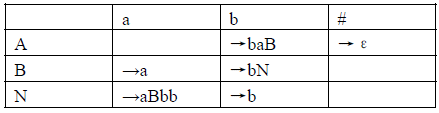 a b #
A →baB → ε
B →a →bN
N →aBbb →b